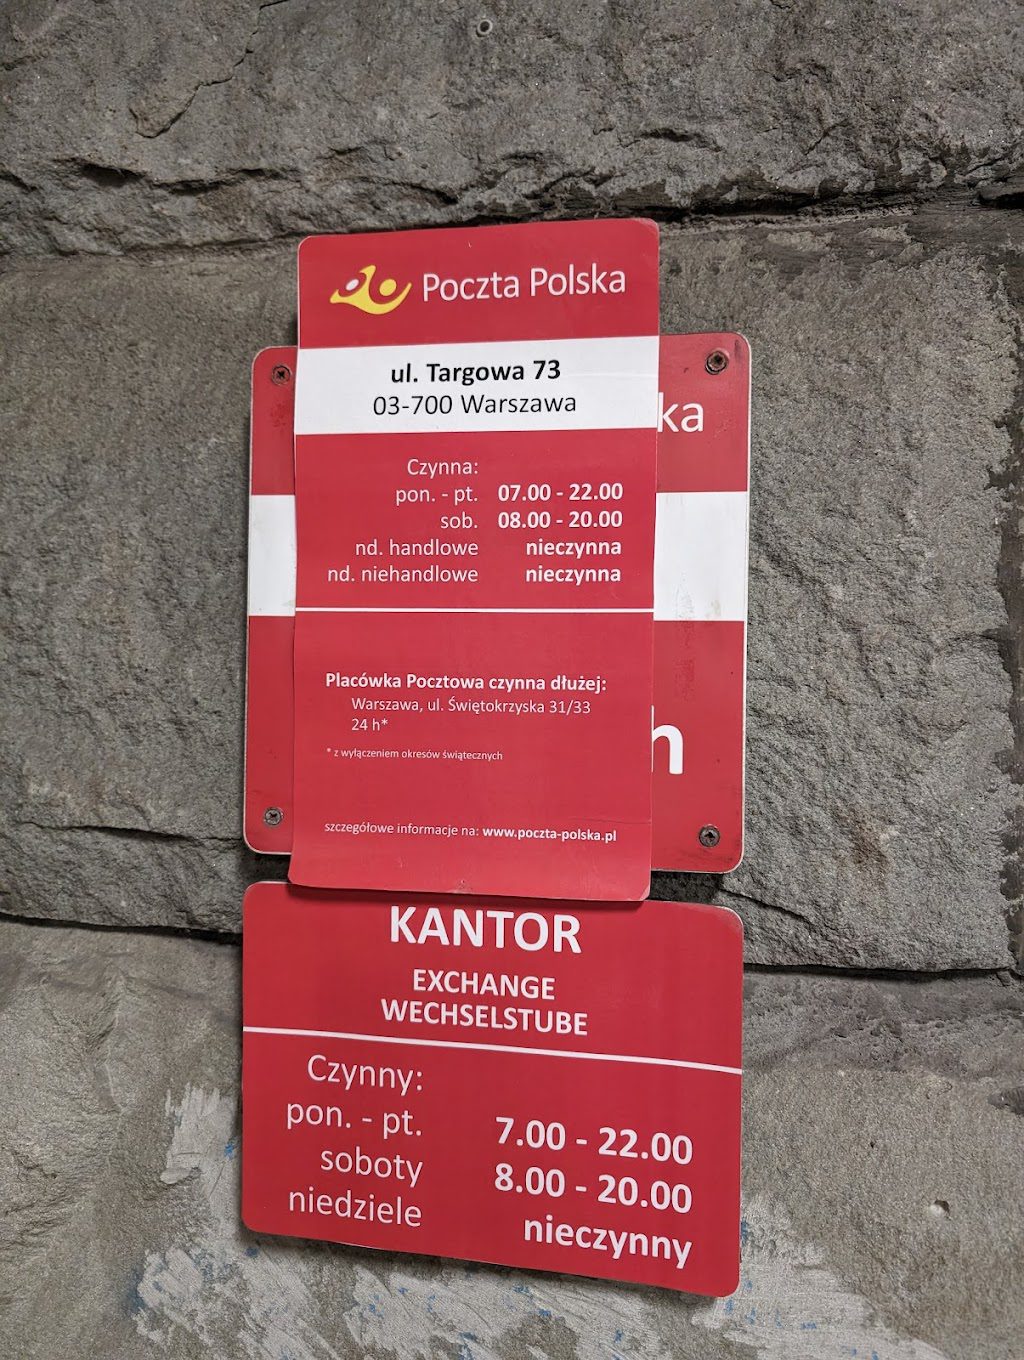 Poczta Polska
ul. Targowa 73
03-700 Warszawa
ka
Czynna:
pon. - pt. 07.00 - 22.00
sob. 08.00 - 20.00
nd. handlowe nieczynna
nd. niehandlowe nieczynna
Placówka Pocztowa czynna dłużej:
Warszawa, ul. Świętokrzyska 31/33
24 h*
h
* z wyłączeniem okresów świątecznych
szczegółowe informacje na: www.poczta-polska.pl
KANTOR
EXCHANGE
WECHSELSTUBE
Czynny:
pon. - pt. 7.00 - 22.00
soboty 8.00 - 20.00
niedziele nieczynny